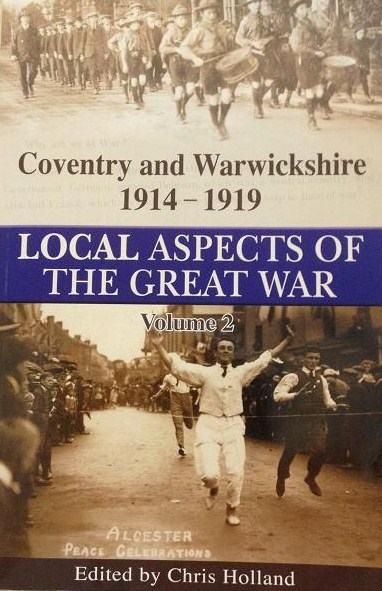 Coventry and Warwickshire
1914 – 1919
LOCAL ASPECTS OF
THE GREAT WAR
Volume 2
ALCESTER
PEACE CELEBRATIONS
Edited by Chris Holland